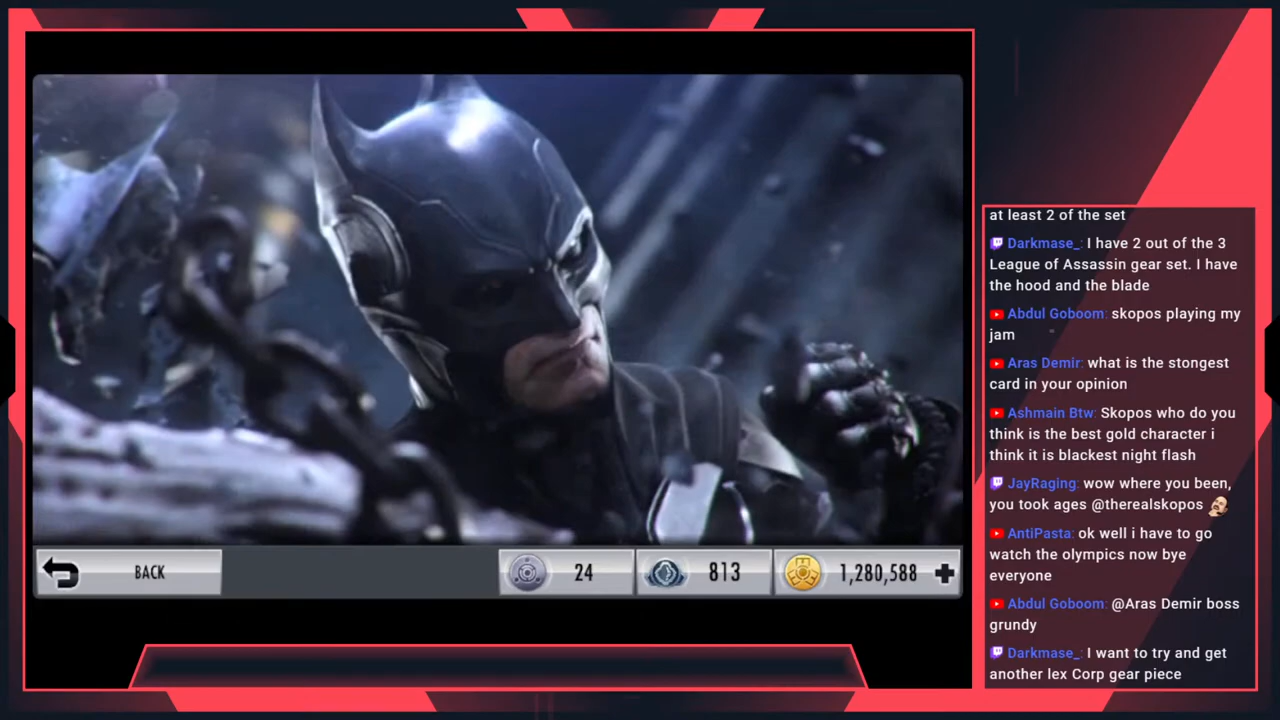 at least 2 of the set
Darkmase_: I have 2 out of the 3
League of Assassin gear set. I have
the hood and the blade
Abdul Goboom: skopos playing my
jam
Aras Demir: what is the stongest
card in your opinion
Ashmain Btw: Skopos who do you
think is the best gold character i
think it is blackest night flash
JayRaging: wow where you been,
you took ages @therealskopos
AntiPasta: ok well i have to go
watch the olympics now bye
everyone
Abdul Goboom: @Aras Demir boss
grundy
Darkmase_: I want to try and get
another lex Corp gear piece
BACK
24
813
1,280,588